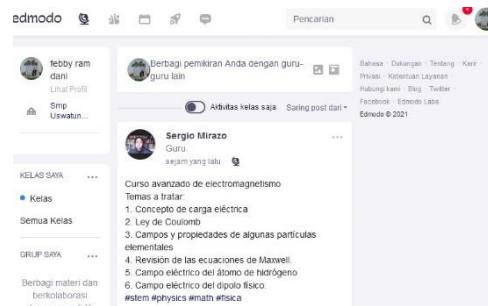 edmodo
Pencarian
febby ram
dani
Lihat Profil
Smp
Uswatun...
KELAS SAYA ...
Kelas
Semua Kelas
GRUP SAYA ...
Berbagi materi dan
berkolaborasi
Berbagi pemikiran Anda dengan guru-
guru lain
Aktivitas kelas saja Saring post dari
Sergio Mirazo
Guru
sejam yang lalu
Curso avanzado de electromagnetismo
Temas a tratar:
1. Concepto de carga eléctrica
2. Ley de Coulomb
3. Campos y propiedades de algunas partículas
elementales
4. Revisión de las ecuaciones de Maxwell.
5. Campo eléctrico del átomo de hidrógeno
6. Campo eléctrico del dipolo físico.
#stem #physics #math #fisica
Bahasa · Dukungan · Tentang · Karir ·
Privasi · Ketentuan Layanan ·
Hubungi kami · Blog · Twitter ·
Facebook · Edmodo Labs
Edmodo © 2021